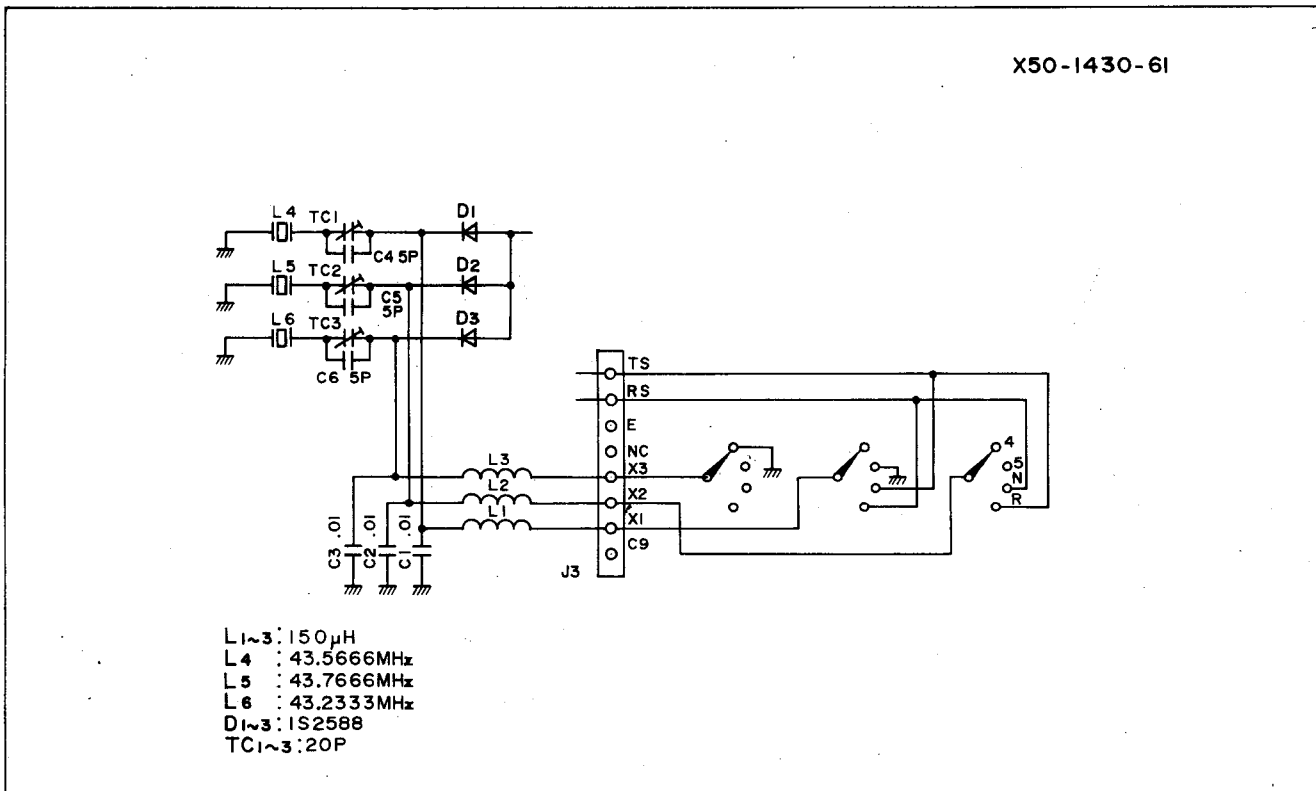 X50-1430-61
L4 TC1 D1
C4 5P
L5 TC2 D2
C5
5P
L6 TC3 D3
C6 5P
TS
RS
E
NC
X3
X2
X1
C9
J3
L3
L2
L1
4
5
N
R
C3 .01
C2 .01
C1 .01
L1~3:150μH
L4 :43.5666MHz
L5 :43.7666MHz
L6 :43.2333MHz
D1~3:1S2588
TC1~3:20P